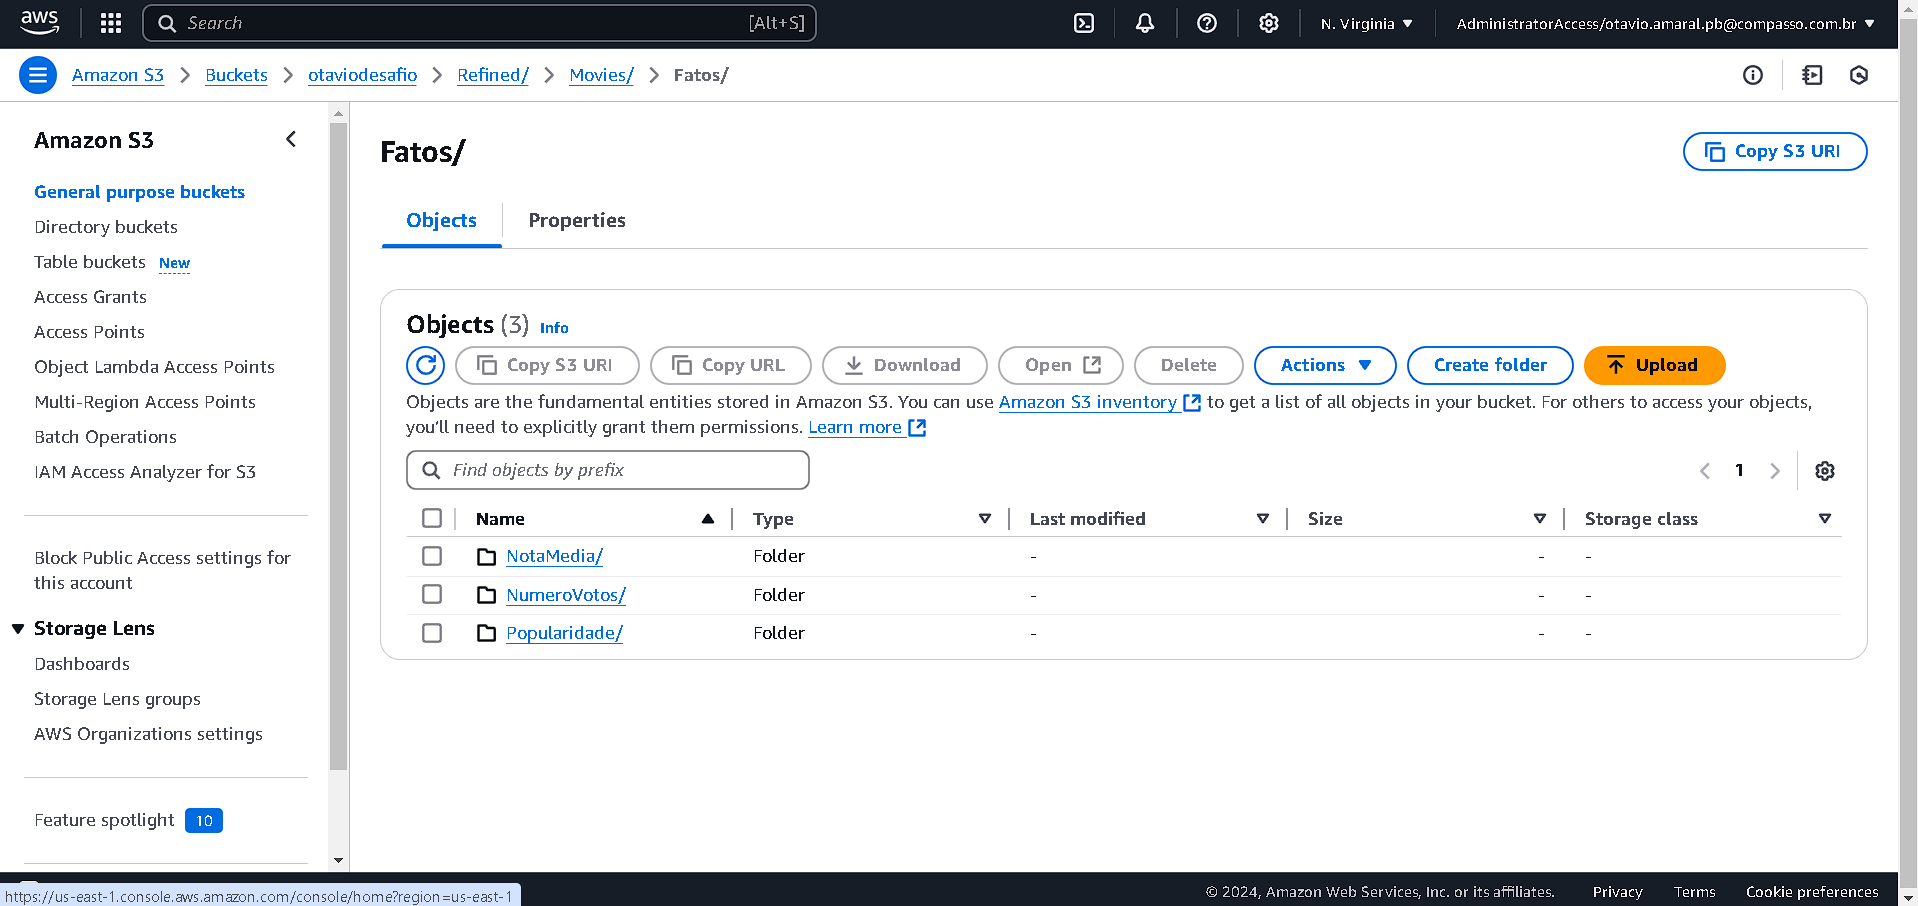 aws
Search [Alt+S]
N. Virginia
AdministratorAccess/otavio.amaral.pb@compasso.com.br
Amazon S3 Buckets otaviodesafio Refined/ Movies/ Fatos/
Amazon S3
General purpose buckets
Directory buckets
Table buckets New
Access Grants
Access Points
Object Lambda Access Points
Multi-Region Access Points
Batch Operations
IAM Access Analyzer for S3
Block Public Access settings for
this account
Storage Lens
Dashboards
Storage Lens groups
AWS Organizations settings
Feature spotlight 10
Fatos/
Copy S3 URI
Objects Properties
Objects (3) Info
Copy S3 URI Copy URL Download Open Delete Actions Create folder Upload
Objects are the fundamental entities stored in Amazon S3. You can use Amazon S3 inventory to get a list of all objects in your bucket. For others to access your objects,
you'll need to explicitly grant them permissions. Learn more
Find objects by prefix
1
Name Type Last modified Size Storage class
NotaMedia/ Folder - - -
NumeroVotos/ Folder - - -
Popularidade/ Folder - - -
https://us-east-1.console.aws.amazon.com/console/home?region=us-east-1
© 2024, Amazon Web Services, Inc. or its affiliates. Privacy Terms Cookie preferences